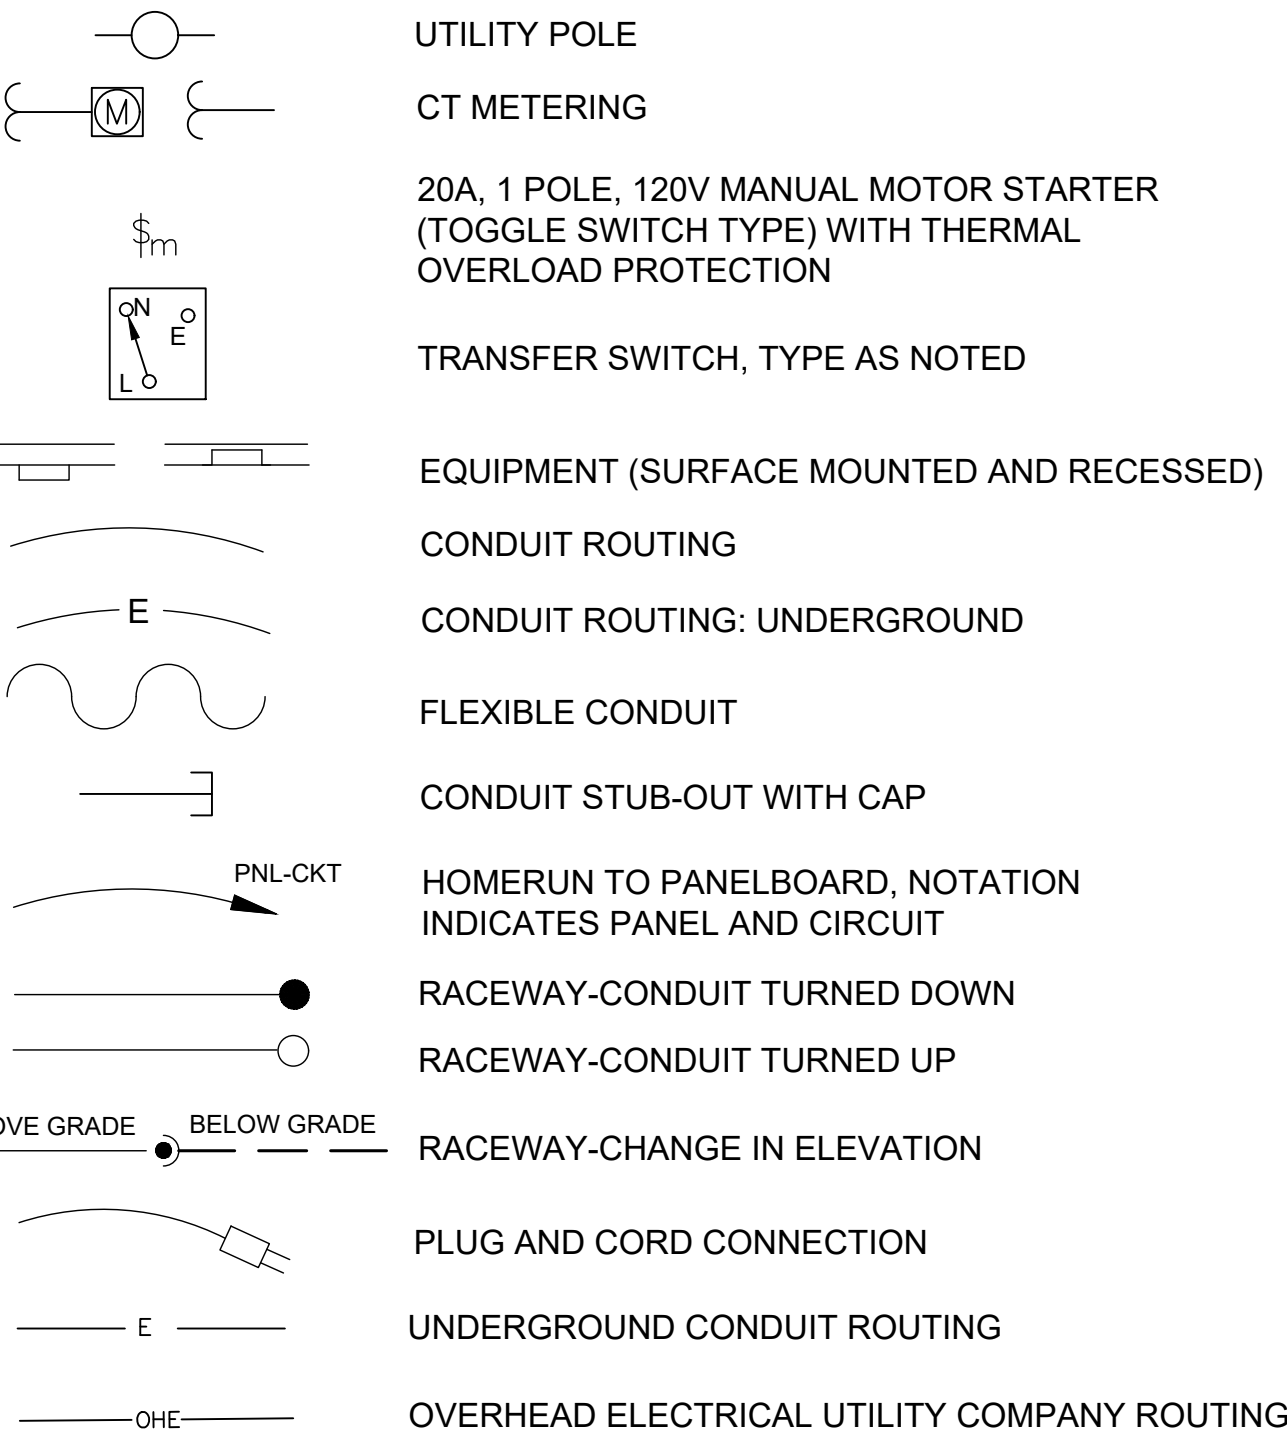 UTILITY POLE
M
CT METERING
$m
20A, 1 POLE, 120V MANUAL MOTOR STARTER
(TOGGLE SWITCH TYPE) WITH THERMAL
OVERLOAD PROTECTION
N
E
L
TRANSFER SWITCH, TYPE AS NOTED
EQUIPMENT (SURFACE MOUNTED AND RECESSED)
CONDUIT ROUTING
E
CONDUIT ROUTING: UNDERGROUND
FLEXIBLE CONDUIT
CONDUIT STUB-OUT WITH CAP
PNL-CKT
HOMERUN TO PANELBOARD, NOTATION
INDICATES PANEL AND CIRCUIT
RACEWAY-CONDUIT TURNED DOWN
RACEWAY-CONDUIT TURNED UP
GRADE BELOW GRADE
RACEWAY-CHANGE IN ELEVATION
PLUG AND CORD CONNECTION
E
UNDERGROUND CONDUIT ROUTING
OHE
OVERHEAD ELECTRICAL UTILITY COMPANY ROUTING